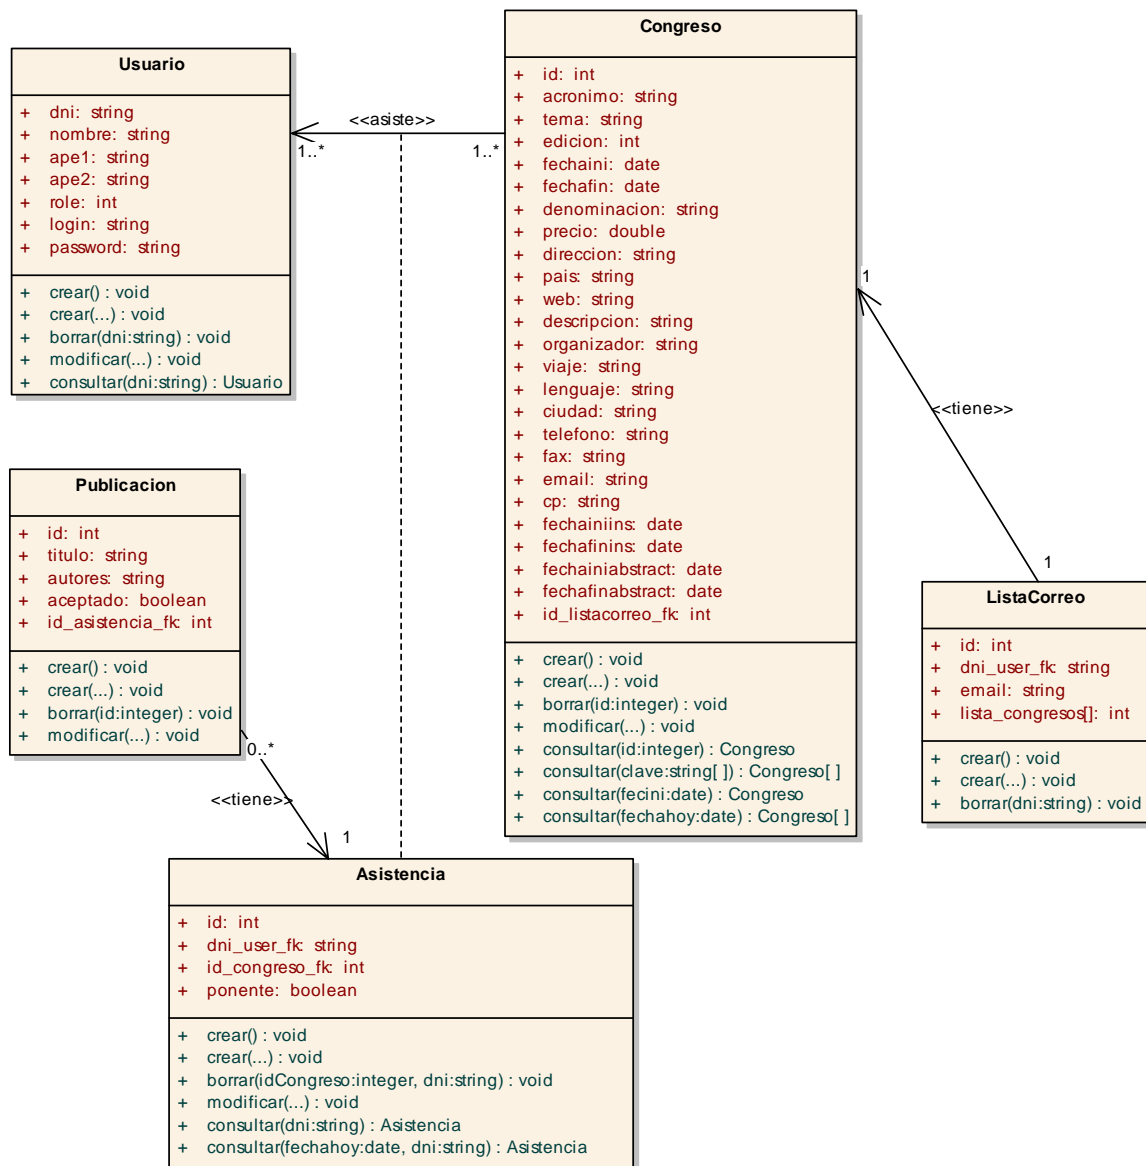 Usuario
+ dni: string
+ nombre: string
+ ape1: string
+ ape2: string
+ role: int
+ login: string
+ password: string
+ crear() : void
+ crear(...) : void
+ borrar(dni:string) : void
+ modificar(...) : void
+ consultar(dni:string) : Usuario
<<asiste>>
1..*
1..*
Congreso
+ id: int
+ acronimo: string
+ tema: string
+ edicion: int
+ fechaini: date
+ fechafin: date
+ denominacion: string
+ precio: double
+ direccion: string
+ pais: string
+ web: string
+ descripcion: string
+ organizador: string
+ viaje: string
+ lenguaje: string
+ ciudad: string
+ telefono: string
+ fax: string
+ email: string
+ cp: string
+ fechainiins: date
+ fechafinins: date
+ fechainiabstract: date
+ fechafinabstract: date
+ id_listacorreo_fk: int
+ crear() : void
+ crear(...) : void
+ borrar(id:integer) : void
+ modificar(...) : void
+ consultar(id:integer) : Congreso
+ consultar(clave:string[ ]) : Congreso[ ]
+ consultar(fecini:date) : Congreso
+ consultar(fechahoy:date) : Congreso[ ]
1
<<tiene>>
1
ListaCorreo
+ id: int
+ dni_user_fk: string
+ email: string
+ lista_congresos[]: int
+ crear() : void
+ crear(...) : void
+ borrar(dni:string) : void
Publicacion
+ id: int
+ titulo: string
+ autores: string
+ aceptado: boolean
+ id_asistencia_fk: int
+ crear() : void
+ crear(...) : void
+ borrar(id:integer) : void
+ modificar(...) : void
0..*
<<tiene>>
1
Asistencia
+ id: int
+ dni_user_fk: string
+ id_congreso_fk: int
+ ponente: boolean
+ crear() : void
+ crear(...) : void
+ borrar(idCongreso:integer, dni:string) : void
+ modificar(...) : void
+ consultar(dni:string) : Asistencia
+ consultar(fechahoy:date, dni:string) : Asistencia